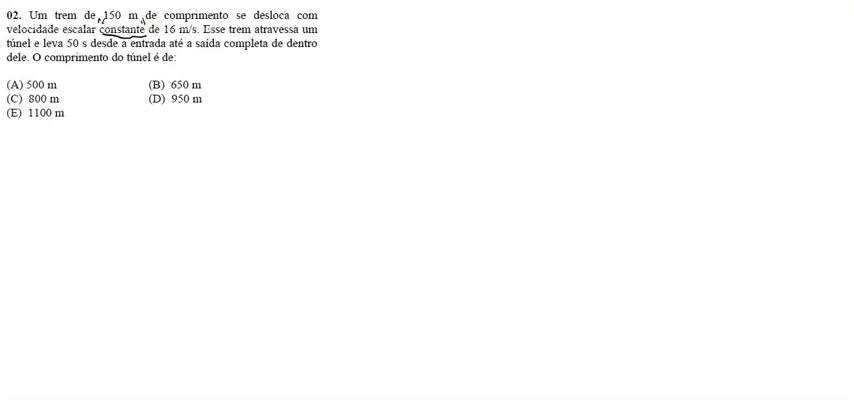 02. Um trem de 150 m de comprimento se desloca com
velocidade escalar constante de 16 m/s. Esse trem atravessa um
túnel e leva 50 s desde a entrada até a saída completa de dentro
dele. O comprimento do túnel é de:
(A) 500 m (B) 650 m
(C) 800 m (D) 950 m
(E) 1100 m